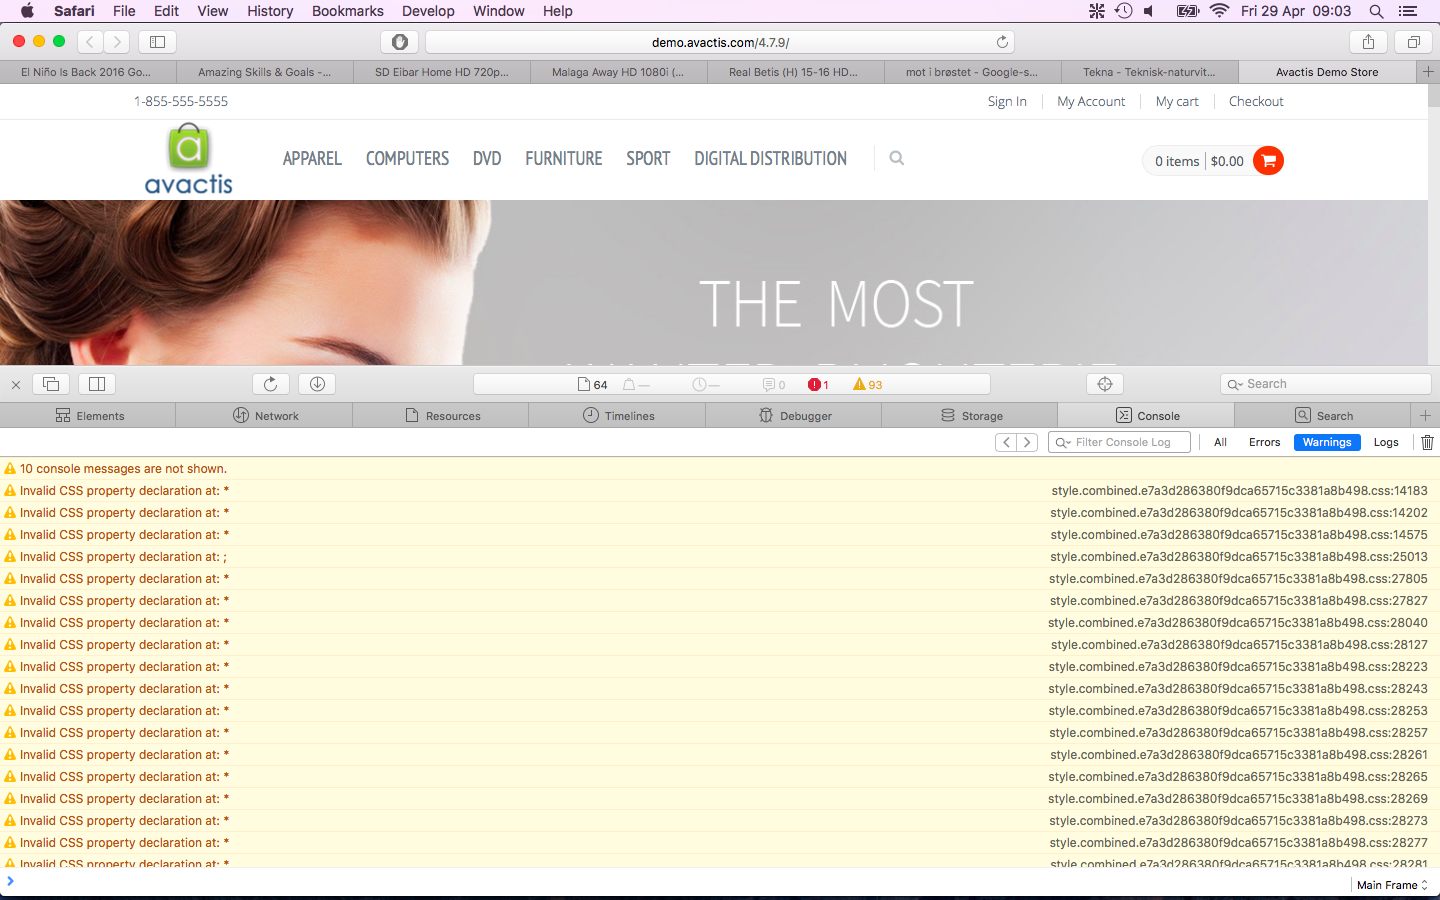 Safari File Edit View History Bookmarks Develop Window Help Fri 29 Apr 09:03
demo.avactis.com/4.7.9/
El Niño Is Back 2016 Go... Amazing Skills & Goals -... SD Eibar Home HD 720p... Malaga Away HD 1080i (... Real Betis (H) 15-16 HD... mot i brøstet - Google-s... Tekna - Teknisk-naturvit... Avactis Demo Store
1-855-555-5555 Sign In My Account My cart Checkout
a
avactis
APPAREL COMPUTERS DVD FURNITURE SPORT DIGITAL DISTRIBUTION 0 items $0.00
THE MOST
64 — — 0 1 93 Search
Elements Network Resources Timelines Debugger Storage Console Search
Filter Console Log All Errors Warnings Logs
10 console messages are not shown.
Invalid CSS property declaration at: * style.combined.e7a3d286380f9dca65715c3381a8b498.css:14183
Invalid CSS property declaration at: * style.combined.e7a3d286380f9dca65715c3381a8b498.css:14202
Invalid CSS property declaration at: * style.combined.e7a3d286380f9dca65715c3381a8b498.css:14575
Invalid CSS property declaration at: ; style.combined.e7a3d286380f9dca65715c3381a8b498.css:25013
Invalid CSS property declaration at: * style.combined.e7a3d286380f9dca65715c3381a8b498.css:27805
Invalid CSS property declaration at: * style.combined.e7a3d286380f9dca65715c3381a8b498.css:27827
Invalid CSS property declaration at: * style.combined.e7a3d286380f9dca65715c3381a8b498.css:28040
Invalid CSS property declaration at: * style.combined.e7a3d286380f9dca65715c3381a8b498.css:28127
Invalid CSS property declaration at: * style.combined.e7a3d286380f9dca65715c3381a8b498.css:28223
Invalid CSS property declaration at: * style.combined.e7a3d286380f9dca65715c3381a8b498.css:28243
Invalid CSS property declaration at: * style.combined.e7a3d286380f9dca65715c3381a8b498.css:28253
Invalid CSS property declaration at: * style.combined.e7a3d286380f9dca65715c3381a8b498.css:28257
Invalid CSS property declaration at: * style.combined.e7a3d286380f9dca65715c3381a8b498.css:28261
Invalid CSS property declaration at: * style.combined.e7a3d286380f9dca65715c3381a8b498.css:28265
Invalid CSS property declaration at: * style.combined.e7a3d286380f9dca65715c3381a8b498.css:28269
Invalid CSS property declaration at: * style.combined.e7a3d286380f9dca65715c3381a8b498.css:28273
Invalid CSS property declaration at: * style.combined.e7a3d286380f9dca65715c3381a8b498.css:28277
Invalid CSS property declaration at: * style.combined.e7a3d286380f9dca65715c3381a8b498.css:28281
Main Frame